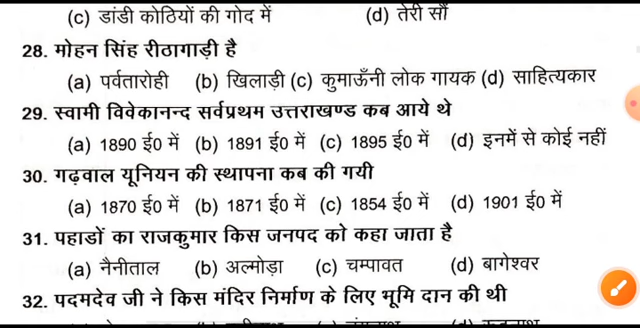 (c) डांडी कोठियों की गोद में (d) तेरी सौं
28. मोहन सिंह रीठागाड़ी है
(a) पर्वतारोही (b) खिलाड़ी (c) कुमाऊँनी लोक गायक (d) साहित्यकार
29. स्वामी विवेकानन्द सर्वप्रथम उत्तराखण्ड कब आये थे
(a) 1890 ई0 में (b) 1891 ई0 में (c) 1895 ई0 में (d) इनमें से कोई नहीं
30. गढ़वाल यूनियन की स्थापना कब की गयी
(a) 1870 ई0 में (b) 1871 ई0 में (c) 1854 ई0 में (d) 1901 ई0 में
31. पहाडों का राजकुमार किस जनपद को कहा जाता है
(a) नैनीताल (b) अल्मोड़ा (c) चम्पावत (d) बागेश्वर
32. पदमदेव जी ने किस मंदिर निर्माण के लिए भूमि दान की थी